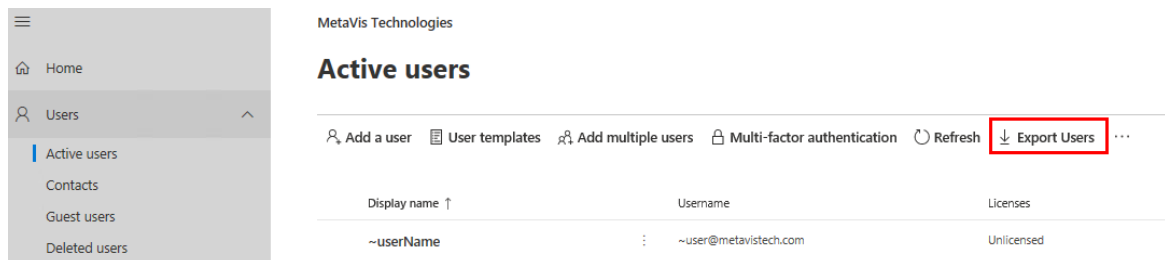 MetaVis Technologies
Home
Active users
Users
Add a user User templates Add multiple users Multi-factor authentication Refresh Export Users ...
Active users
Contacts
Guest users
Deleted users
Display name ↑ Username Licenses
~userName ~user@metavistech.com Unlicensed